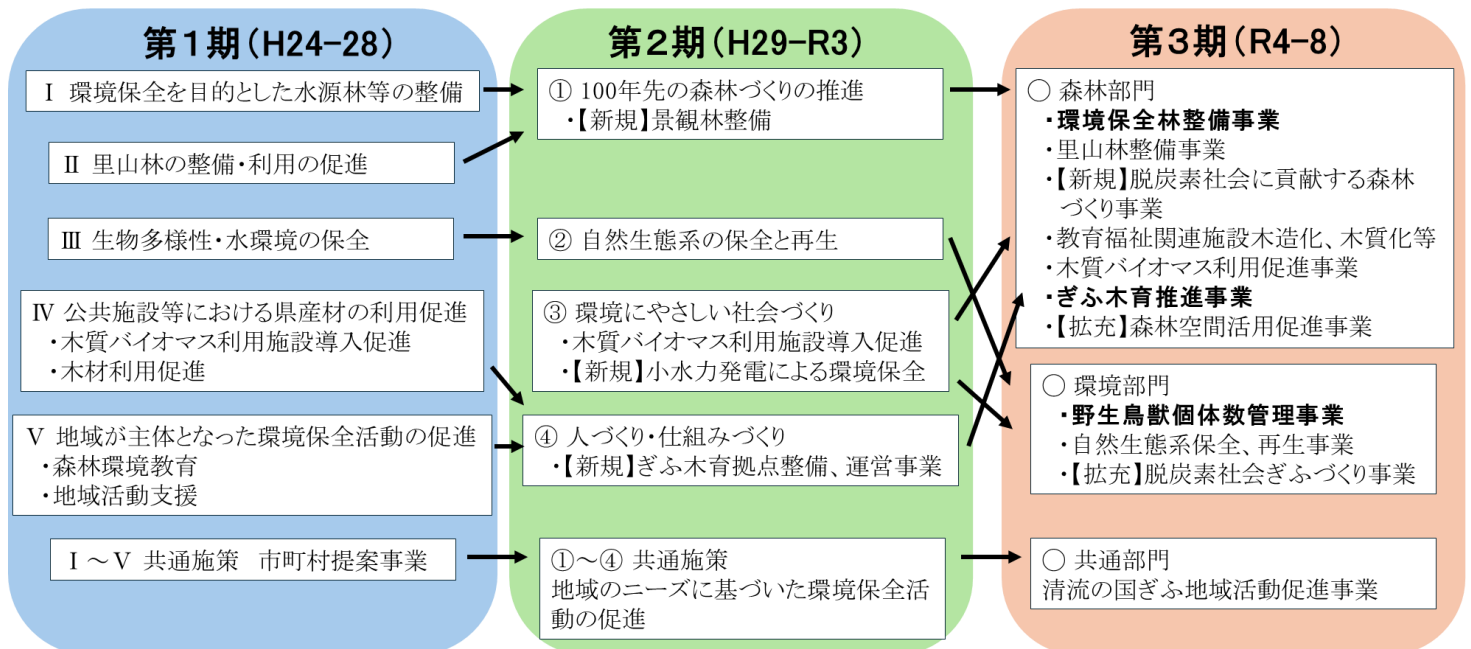 第1期(H24-28)
Ⅰ 環境保全を目的とした水源林等の整備
Ⅱ 里山林の整備・利用の促進
Ⅲ 生物多様性・水環境の保全
Ⅳ 公共施設等における県産材の利用促進
・木質バイオマス利用施設導入促進
・木材利用促進
Ⅴ 地域が主体となった環境保全活動の促進
・森林環境教育
・地域活動支援
Ⅰ～Ⅴ 共通施策 市町村提案事業
第2期(H29-R3)
① 100年先の森林づくりの推進
・【新規】景観林整備
② 自然生態系の保全と再生
③ 環境にやさしい社会づくり
・木質バイオマス利用施設導入促進
・【新規】小水力発電による環境保全
④ 人づくり・仕組みづくり
・【新規】ぎふ木育拠点整備、運営事業
①～④ 共通施策
地域のニーズに基づいた環境保全活
動の促進
第3期(R4-8)
○ 森林部門
・環境保全林整備事業
・里山林整備事業
・【新規】脱炭素社会に貢献する森林
づくり事業
・教育福祉関連施設木造化、木質化等
・木質バイオマス利用促進事業
・ぎふ木育推進事業
・【拡充】森林空間活用促進事業
○ 環境部門
・野生鳥獣個体数管理事業
・自然生態系保全、再生事業
・【拡充】脱炭素社会ぎふづくり事業
○ 共通部門
清流の国ぎふ地域活動促進事業